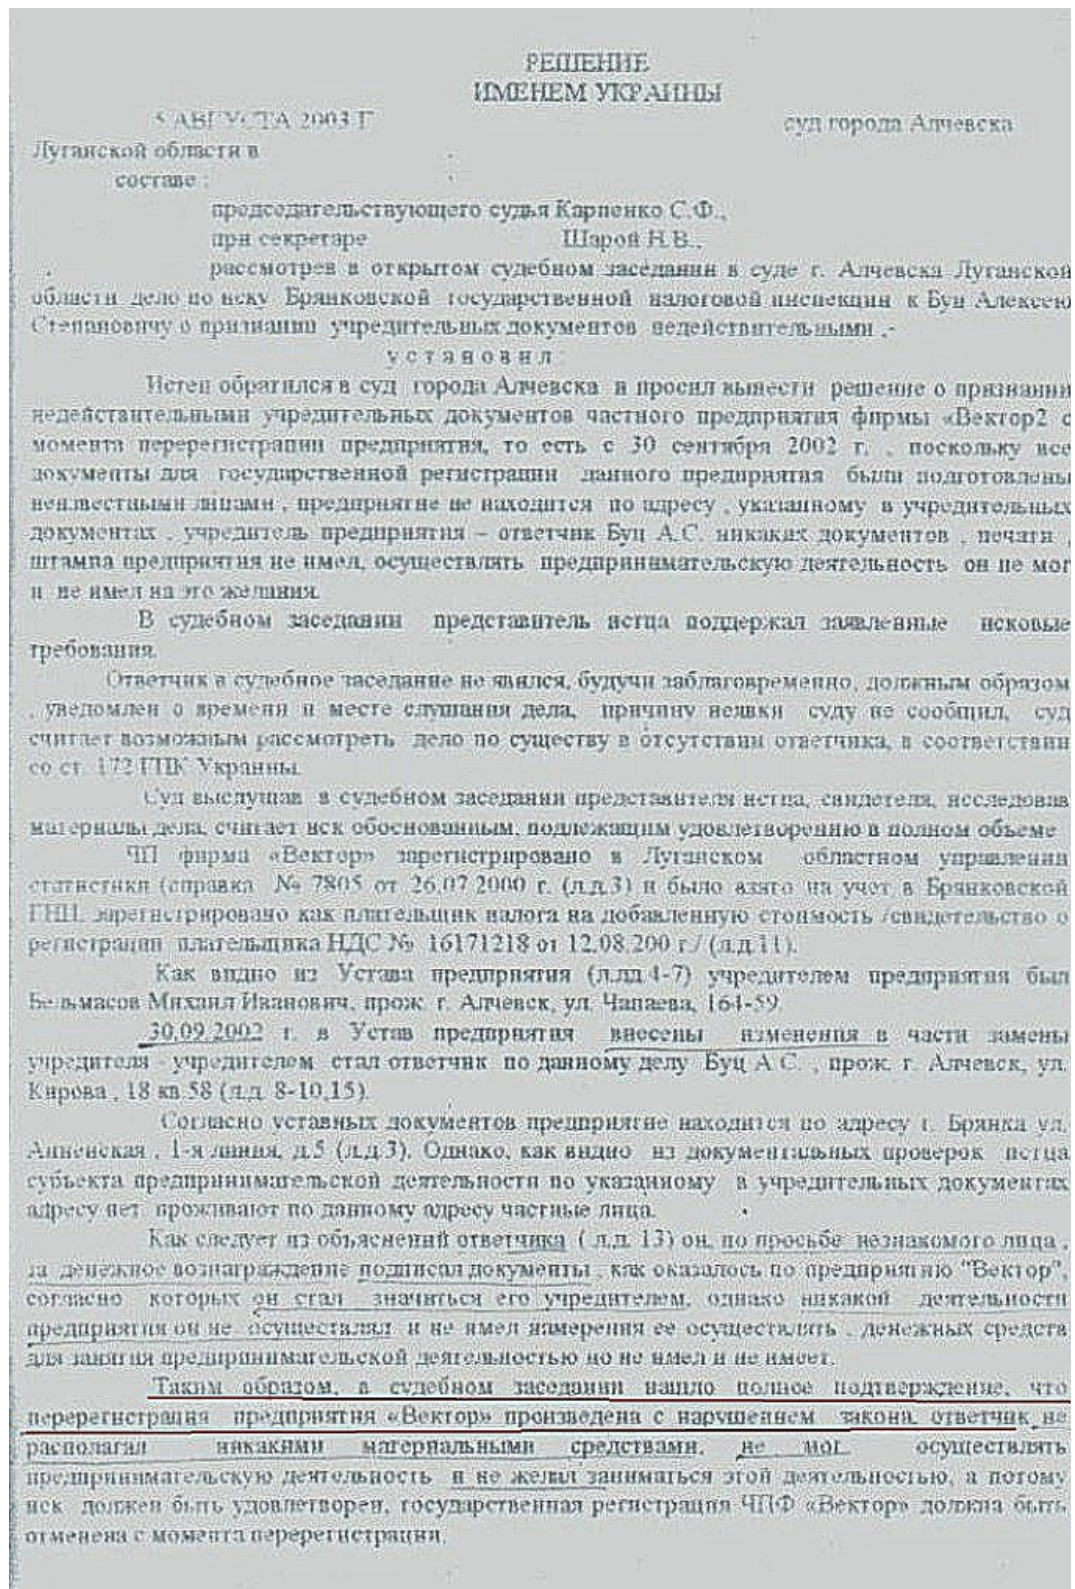 РЕШЕНИЕ
ИМЕНЕМ УКРАИНЫ
5 АВГУСТА 2003 Г суд города Алчевска
Луганской области в
составе :
председательствующего судья Карпенко С.Ф.,
при секретаре Шарой Н.В.,
рассмотрев в открытом судебном заседании в суде г. Алчевска Луганской
области дело по иску Брянковской государственной налоговой инспекции к Буц Алексею
Степановичу о признании учредительных документов недействительными ,-
у с т а н о в и л :
Истец обратился в суд города Алчевска и просил вынести решение о признании
недействительными учредительных документов частного предприятия фирмы «Вектор2 с
момента перерегистрации предприятия, то есть с 30 сентября 2002 г. , поскольку все
документы для государственной регистрации данного предприятия были подготовлены
неизвестными лицами , предприятие не находится по адресу , указанному в учредительных
документах , учредитель предприятия – ответчик Буц А.С. никаких документов , печати ,
штампа предприятия не имел, осуществлять предпринимательскую деятельность он не мог
и не имел на это желания.
В судебном заседании представитель истца поддержал заявленные исковые
требования.
Ответчик в судебное заседание не явился, будучи заблаговременно, должным образом
, уведомлен о времени и месте слушания дела, причину неявки суду не сообщил, суд
считает возможным рассмотреть дело по существу в отсутствии ответчика, в соответствии
со ст. 172 ГПК Украины.
Суд выслушав в судебном заседании представителя истца, свидетеля, исследовав
материалы дела, считает иск обоснованным, подлежащим удовлетворению в полном объеме
ЧП фирма «Вектор» зарегистрировано в Луганском областном управлении
статистики (справка № 7805 от 26.07.2000 г. (л.д.3) и было взято на учет в Брянковской
ГНИ, зарегистрировано как плательщик налога на добавленную стоимость /свидетельство о
регистрации плательщика НДС № 16171218 от 12.08.200 г./ (л.д.11).
Как видно из Устава предприятия (л.лд.4-7) учредителем предприятия был
Бельмасов Михаил Иванович, прож. г. Алчевск, ул. Чапаева, 164-59.
30.09.2002 г. в Устав предприятия внесены изменения в части замены
учредителя - учредителем стал ответчик по данному делу Буц А.С. , прож. г. Алчевск, ул.
Кирова , 18 кв.58 (л.д. 8-10,15).
Согласно уставных документов предприятие находится по адресу г. Брянка ул.
Анненская , 1-я линия, д.5 (л.д.3). Однако, как видно из документальных проверок истца
субъекта предпринимательской деятельности по указанному в учредительных документах
адресу нет. проживают по данному адресу частные лица.
Как следует из объяснений ответчика ( л.д. 13) он, по просьбе незнакомого лица ,
за денежное вознаграждение подписал документы , как оказалось по предприятию "Вектор",
согласно которых он стал значиться его учредителем, однако никакой деятельности
предприятия он не осуществлял и не имел намерения ее осуществлять , денежных средств
для занятия предпринимательской деятельностью но не имел и не имеет.
Таким образом, в судебном заседании нашло полное подтверждение, что
перерегистрация предприятия «Вектор» произведена с нарушением закона, ответчик не
располагал никакими материальными средствами, не мог осуществлять
предпринимательскую деятельность и не желал заниматься этой деятельностью, а потому
иск должен быть удовлетворен, государственная регистрация ЧПФ «Вектор» должна быть
отменена с момента перерегистрации.